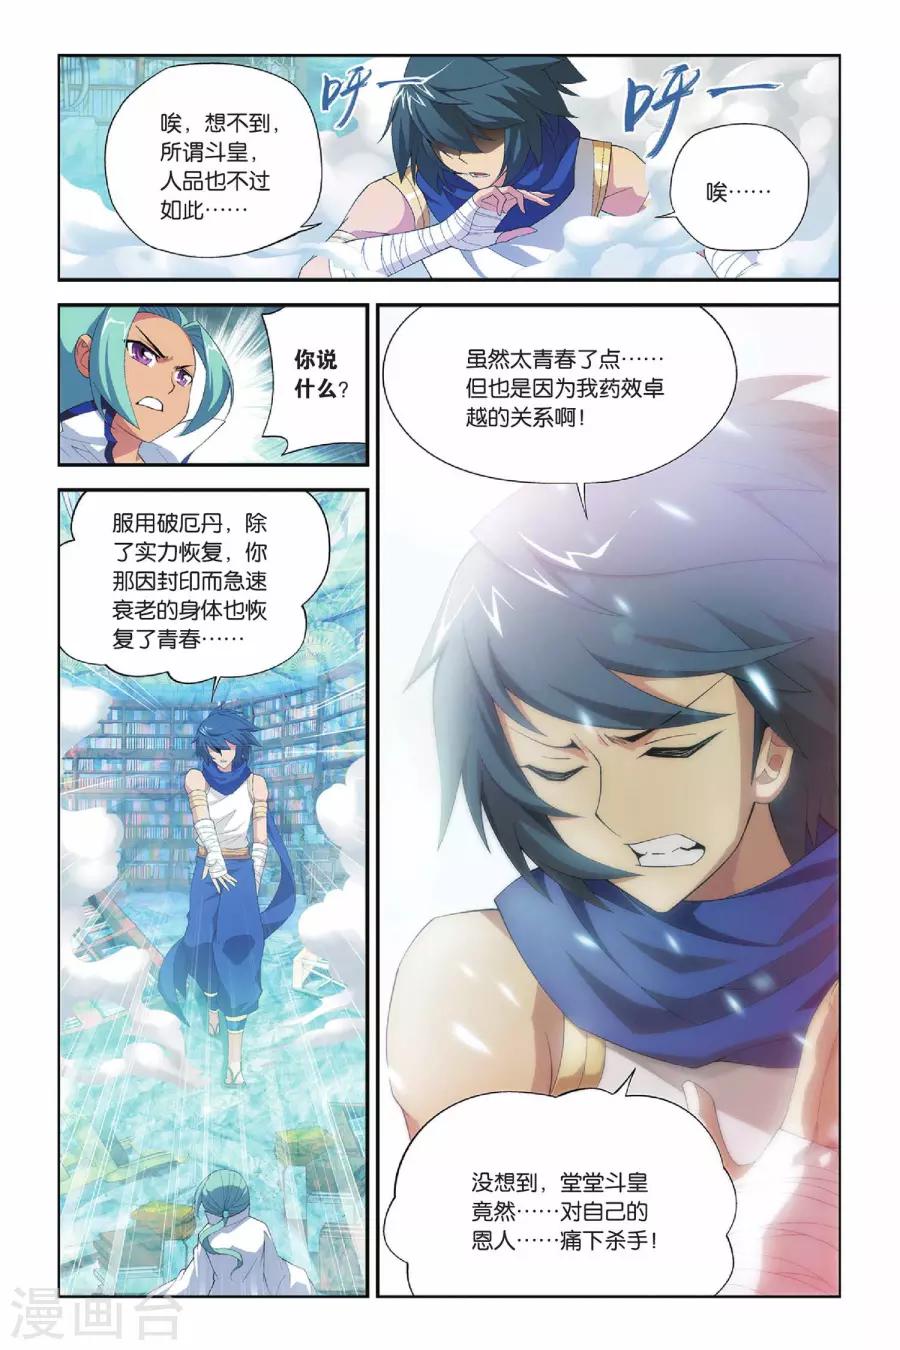 唉，想不到，
所谓斗皇，
人品也不过
如此……
呼一
呼一
唉……
你说
什么？
虽然太青春了点……
但也是因为我药效卓
越的关系啊！
服用破厄丹，除
了实力恢复，你
那因封印而急速
衰老的身体也恢
复了青春……
没想到，堂堂斗皇
竟然……对自己的
恩人……痛下杀手！
漫画台